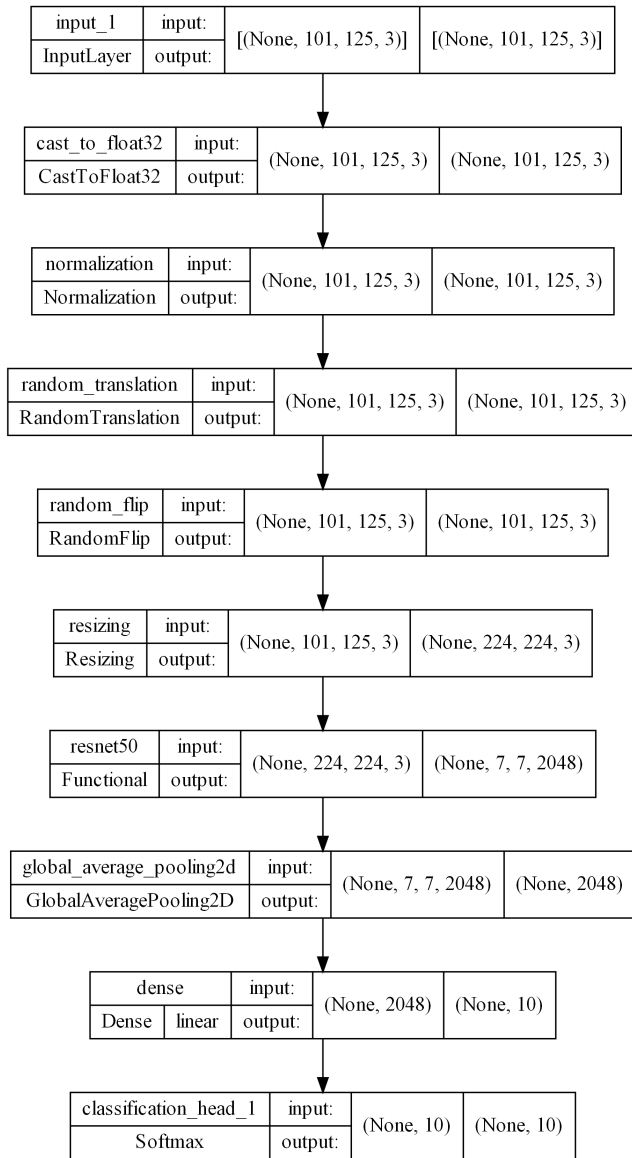 input_1 input: [(None, 101, 125, 3)] [(None, 101, 125, 3)]
InputLayer output:
cast_to_float32 input: (None, 101, 125, 3) (None, 101, 125, 3)
CastToFloat32 output:
normalization input: (None, 101, 125, 3) (None, 101, 125, 3)
Normalization output:
random_translation input: (None, 101, 125, 3) (None, 101, 125, 3)
RandomTranslation output:
random_flip input: (None, 101, 125, 3) (None, 101, 125, 3)
RandomFlip output:
resizing input: (None, 101, 125, 3) (None, 224, 224, 3)
Resizing output:
resnet50 input: (None, 224, 224, 3) (None, 7, 7, 2048)
Functional output:
global_average_pooling2d input: (None, 7, 7, 2048) (None, 2048)
GlobalAveragePooling2D output:
dense input: (None, 2048) (None, 10)
Dense linear output:
classification_head_1 input: (None, 10) (None, 10)
Softmax output: